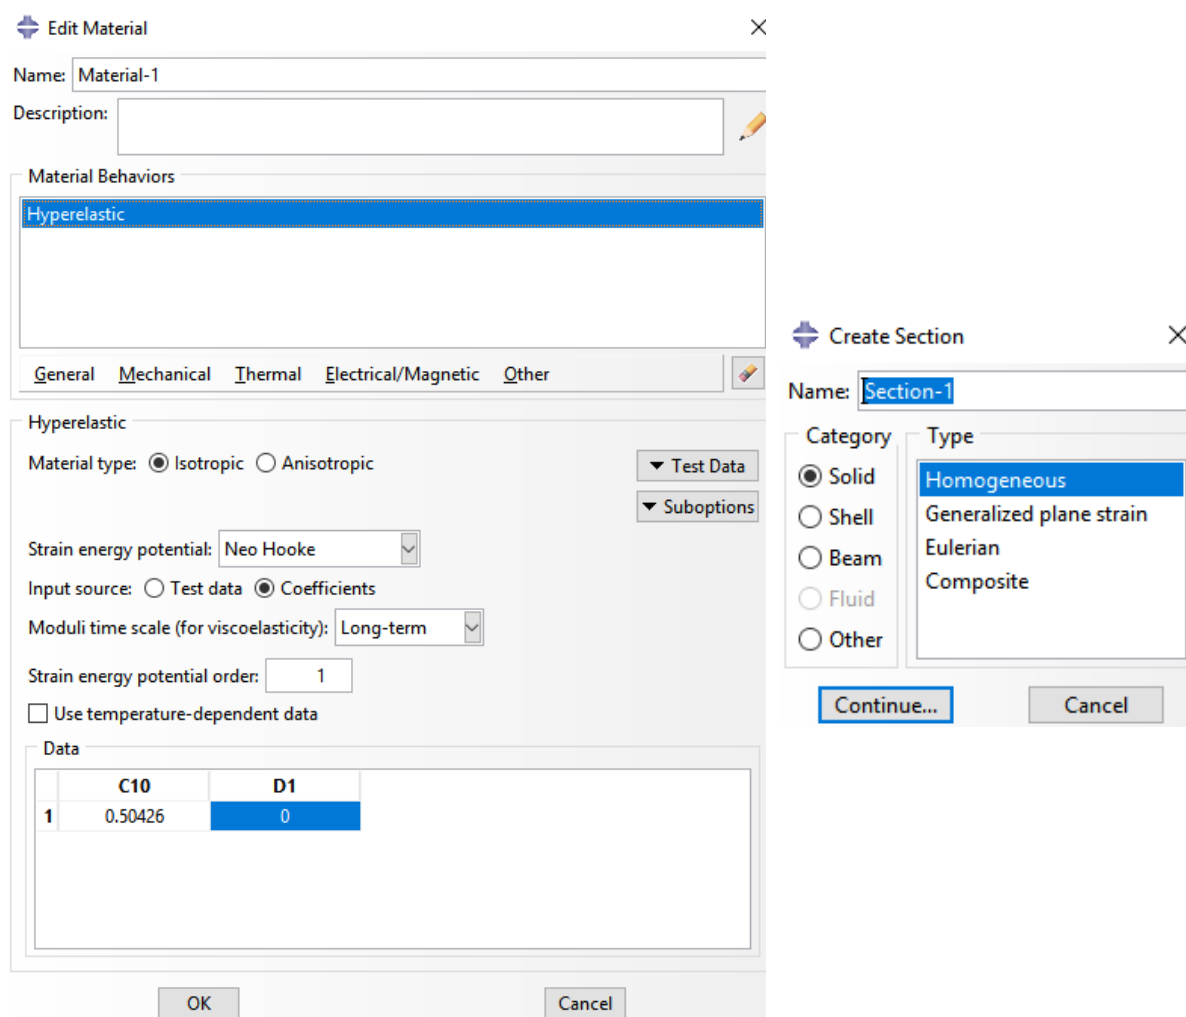 Edit Material
Name: Material-1
Description:
Material Behaviors
Hyperelastic
General Mechanical Thermal Electrical/Magnetic Other
Hyperelastic
Material type: Isotropic Anisotropic
Test Data
Suboptions
Strain energy potential: Neo Hooke
Input source: Test data Coefficients
Moduli time scale (for viscoelasticity): Long-term
Strain energy potential order: 1
Use temperature-dependent data
Data
C10 D1
1 0.50426 0
OK Cancel
Create Section
Name: Section-1
Category Type
Solid Homogeneous
Shell Generalized plane strain
Beam Eulerian
Fluid Composite
Other
Continue... Cancel